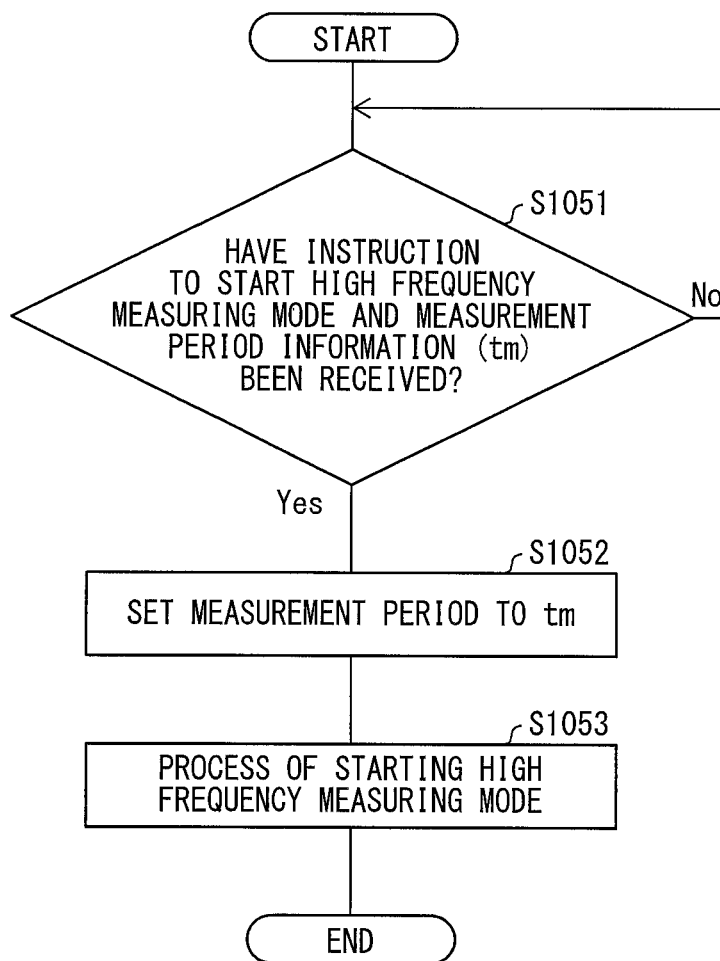 START
S1051
HAVE INSTRUCTION
TO START HIGH FREQUENCY
MEASURING MODE AND MEASUREMENT
PERIOD INFORMATION (tm)
BEEN RECEIVED?
No
Yes
S1052
SET MEASUREMENT PERIOD TO tm
S1053
PROCESS OF STARTING HIGH
FREQUENCY MEASURING MODE
END